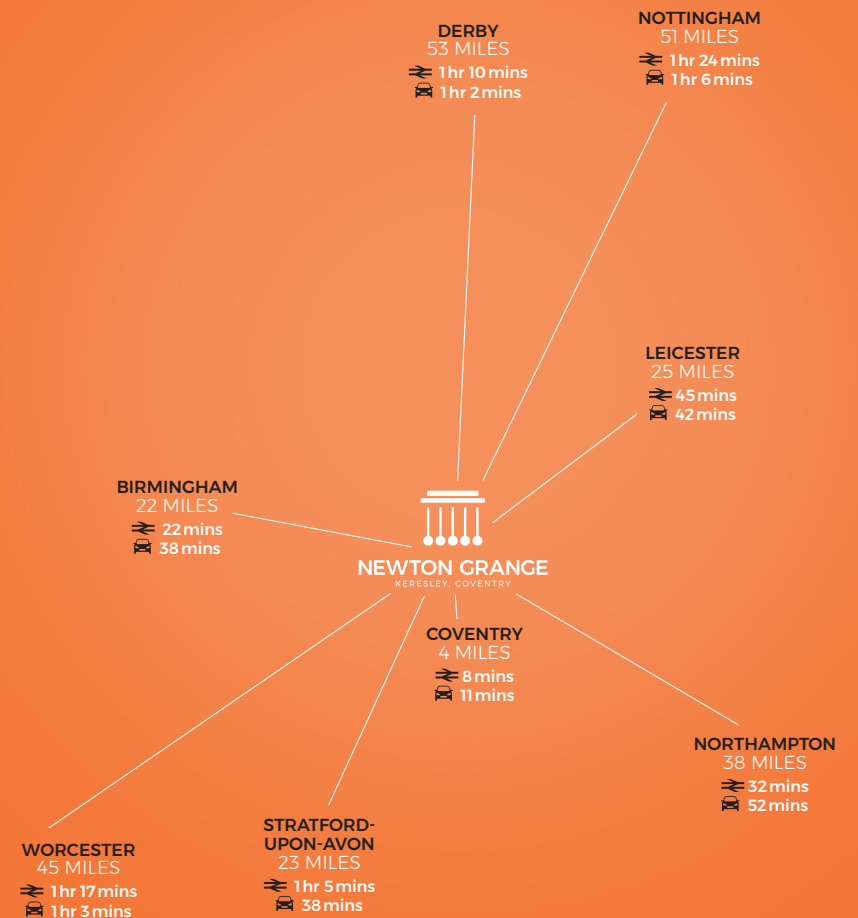 DERBY
53 MILES
1 hr 10 mins
1 hr 2 mins
NOTTINGHAM
51 MILES
1 hr 24 mins
1 hr 6 mins
LEICESTER
25 MILES
45 mins
42 mins
BIRMINGHAM
22 MILES
22 mins
38 mins
NEWTON GRANGE
KERESLEY, COVENTRY
COVENTRY
4 MILES
8 mins
11 mins
NORTHAMPTON
38 MILES
32 mins
52 mins
STRATFORD-
UPON-AVON
23 MILES
1 hr 5 mins
38 mins
WORCESTER
45 MILES
1 hr 17 mins
1 hr 3 mins